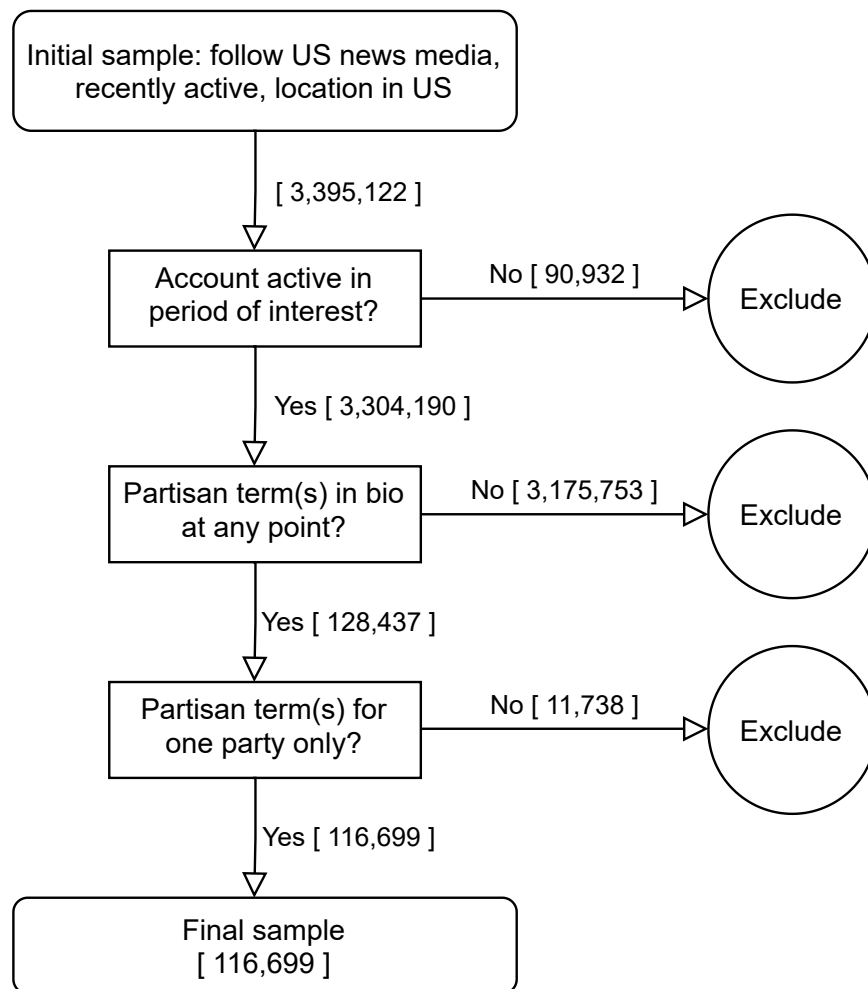 Initial sample: follow US news media,
recently active, location in US
[ 3,395,122 ]
Account active in
period of interest?
No [ 90,932 ]
Exclude
Yes [ 3,304,190 ]
Partisan term(s) in bio
at any point?
No [ 3,175,753 ]
Exclude
Yes [ 128,437 ]
Partisan term(s) for
one party only?
No [ 11,738 ]
Exclude
Yes [ 116,699 ]
Final sample
[ 116,699 ]